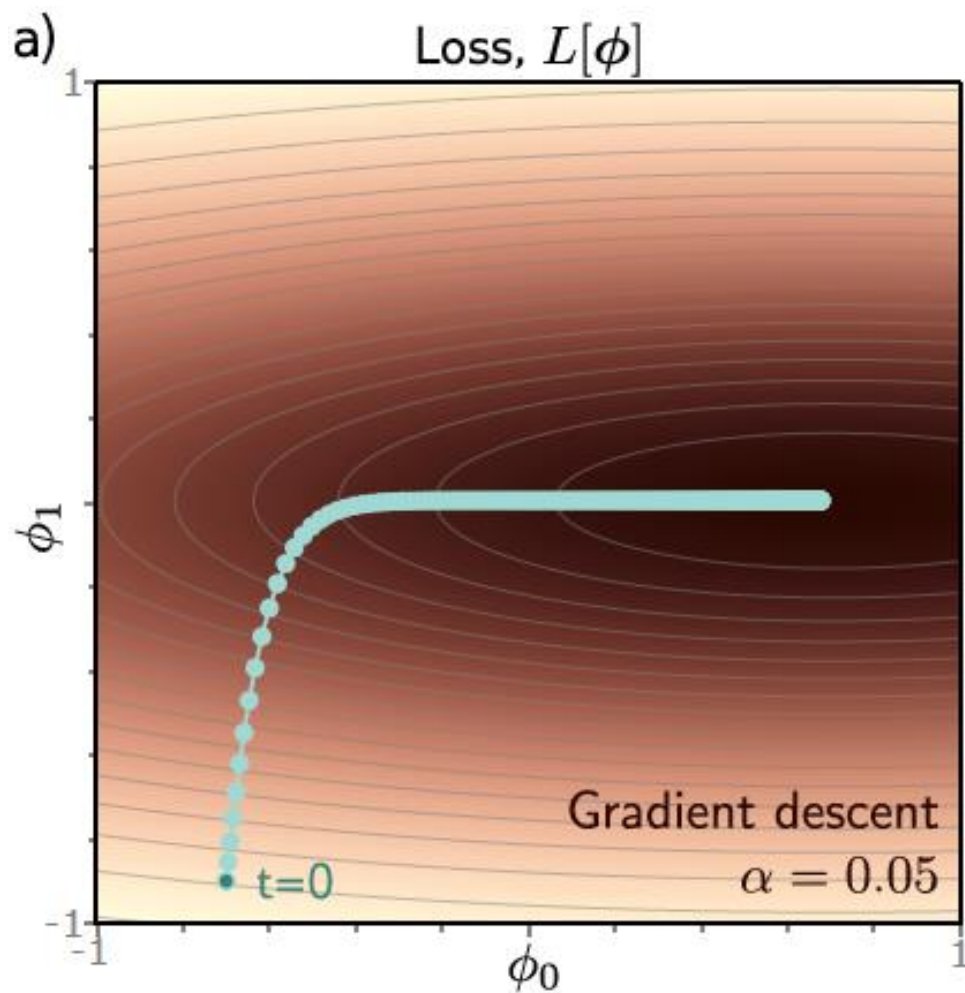 a)
Loss, L[ϕ]
1
ϕ₁
t=0
Gradient descent
α = 0.05
-1
-1
1
ϕ₀